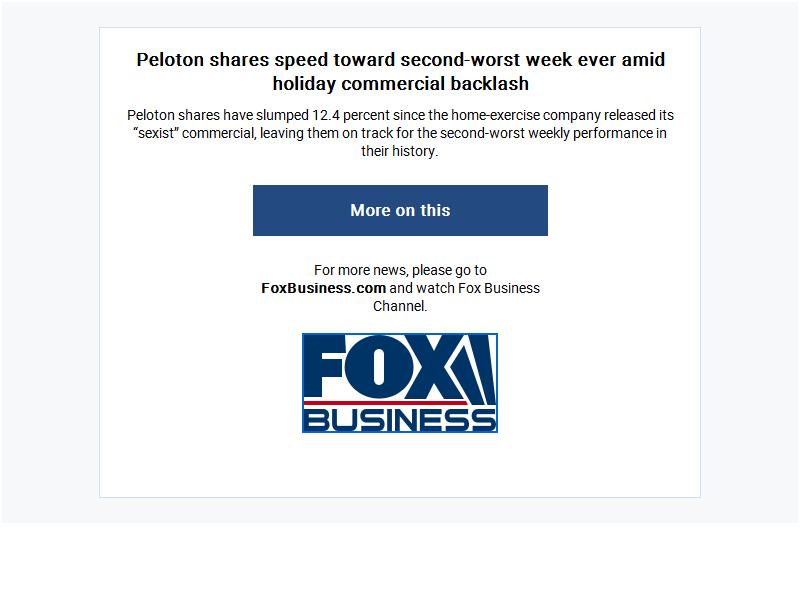 Peloton shares speed toward second-worst week ever amid
holiday commercial backlash
Peloton shares have slumped 12.4 percent since the home-exercise company released its
“sexist” commercial, leaving them on track for the second-worst weekly performance in
their history.
More on this
For more news, please go to
FoxBusiness.com and watch Fox Business
Channel.
FOX
BUSINESS